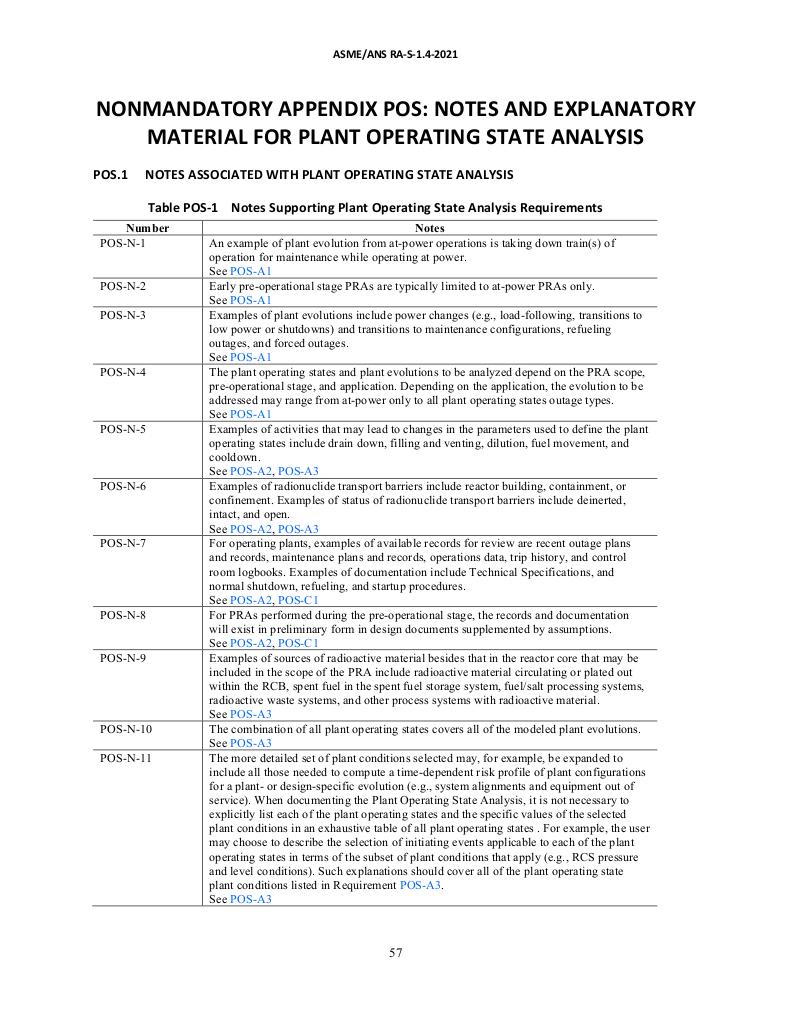 ASME/ANS RA-S-1.4-2021
NONMANDATORY APPENDIX POS: NOTES AND EXPLANATORY
MATERIAL FOR PLANT OPERATING STATE ANALYSIS
POS.1 NOTES ASSOCIATED WITH PLANT OPERATING STATE ANALYSIS
Table POS-1 Notes Supporting Plant Operating State Analysis Requirements
Number Notes
POS-N-1 An example of plant evolution from at-power operations is taking down train(s) of
operation for maintenance while operating at power.
See POS-A1
POS-N-2 Early pre-operational stage PRAs are typically limited to at-power PRAs only.
See POS-A1
POS-N-3 Examples of plant evolutions include power changes (e.g., load-following, transitions to
low power or shutdowns) and transitions to maintenance configurations, refueling
outages, and forced outages.
See POS-A1
POS-N-4 The plant operating states and plant evolutions to be analyzed depend on the PRA scope,
pre-operational stage, and application. Depending on the application, the evolution to be
addressed may range from at-power only to all plant operating states outage types.
See POS-A1
POS-N-5 Examples of activities that may lead to changes in the parameters used to define the plant
operating states include drain down, filling and venting, dilution, fuel movement, and
cooldown.
See POS-A2, POS-A3
POS-N-6 Examples of radionuclide transport barriers include reactor building, containment, or
confinement. Examples of status of radionuclide transport barriers include deinerted,
intact, and open.
See POS-A2, POS-A3
POS-N-7 For operating plants, examples of available records for review are recent outage plans
and records, maintenance plans and records, operations data, trip history, and control
room logbooks. Examples of documentation include Technical Specifications, and
normal shutdown, refueling, and startup procedures.
See POS-A2, POS-C1
POS-N-8 For PRAs performed during the pre-operational stage, the records and documentation
will exist in preliminary form in design documents supplemented by assumptions.
See POS-A2, POS-C1
POS-N-9 Examples of sources of radioactive material besides that in the reactor core that may be
included in the scope of the PRA include radioactive material circulating or plated out
within the RCB, spent fuel in the spent fuel storage system, fuel/salt processing systems,
radioactive waste systems, and other process systems with radioactive material.
See POS-A3
POS-N-10 The combination of all plant operating states covers all of the modeled plant evolutions.
See POS-A3
POS-N-11 The more detailed set of plant conditions selected may, for example, be expanded to
include all those needed to compute a time-dependent risk profile of plant configurations
for a plant- or design-specific evolution (e.g., system alignments and equipment out of
service). When documenting the Plant Operating State Analysis, it is not necessary to
explicitly list each of the plant operating states and the specific values of the selected
plant conditions in an exhaustive table of all plant operating states . For example, the user
may choose to describe the selection of initiating events applicable to each of the plant
operating states in terms of the subset of plant conditions that apply (e.g., RCS pressure
and level conditions). Such explanations should cover all of the plant operating state
plant conditions listed in Requirement POS-A3.
See POS-A3
57